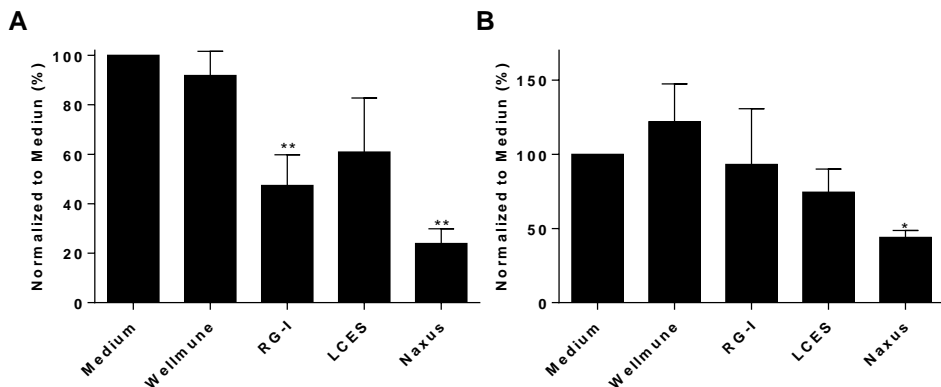 A
Normalized to Mediun (%)
100
80
60
40
20
0
**
**
Medium
Wellmune
RG-I
LCES
Naxus
B
Normalized to Mediun (%)
150
100
50
0
*
Medium
Wellmune
RG-I
LCES
Naxus